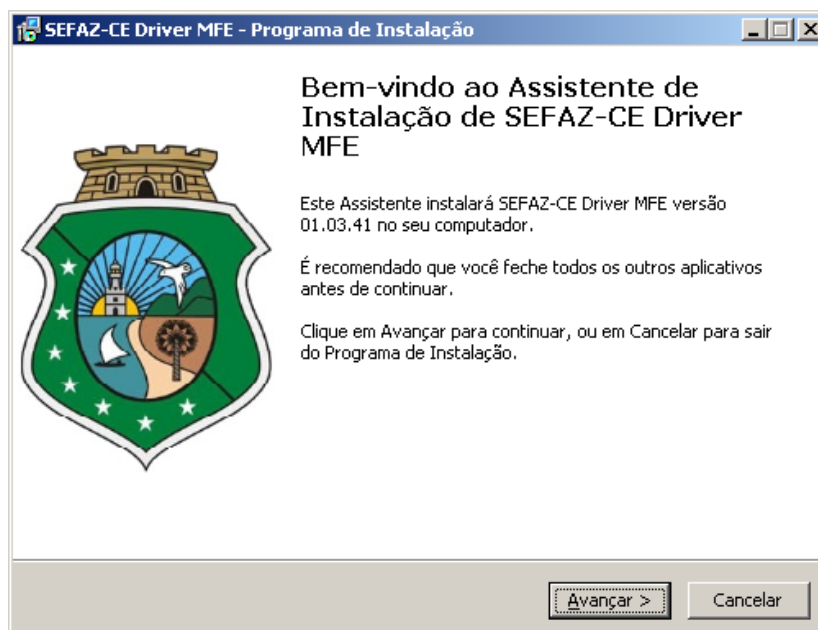 SEFAZ-CE Driver MFE - Programa de Instalação
Bem-vindo ao Assistente de
Instalação de SEFAZ-CE Driver
MFE
Este Assistente instalará SEFAZ-CE Driver MFE versão
01.03.41 no seu computador.
É recomendado que você feche todos os outros aplicativos
antes de continuar.
Clique em Avançar para continuar, ou em Cancelar para sair
do Programa de Instalação.
Avançar >
Cancelar